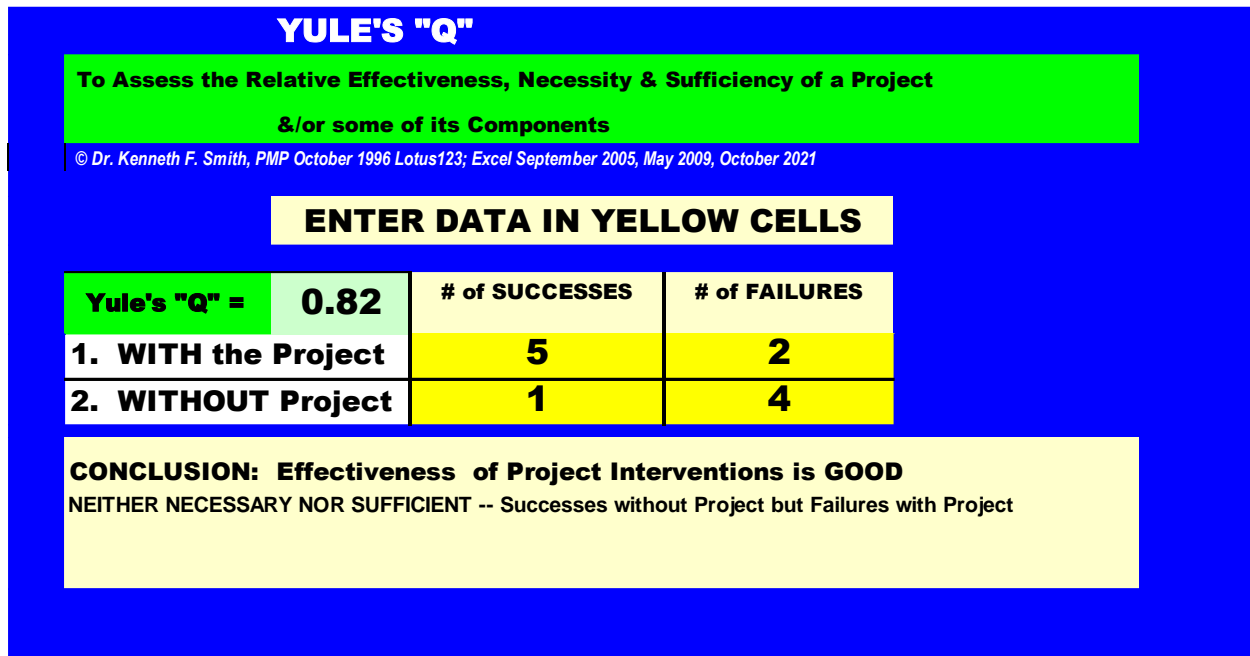 YULE'S "Q"
To Assess the Relative Effectiveness, Necessity & Sufficiency of a Project
&/or some of its Components
© Dr. Kenneth F. Smith, PMP October 1996 Lotus123; Excel September 2005, May 2009, October 2021
ENTER DATA IN YELLOW CELLS
Yule's "Q" = 0.82 # of SUCCESSES # of FAILURES
1. WITH the Project 5 2
2. WITHOUT Project 1 4
CONCLUSION: Effectiveness of Project Interventions is GOOD
NEITHER NECESSARY NOR SUFFICIENT -- Successes without Project but Failures with Project